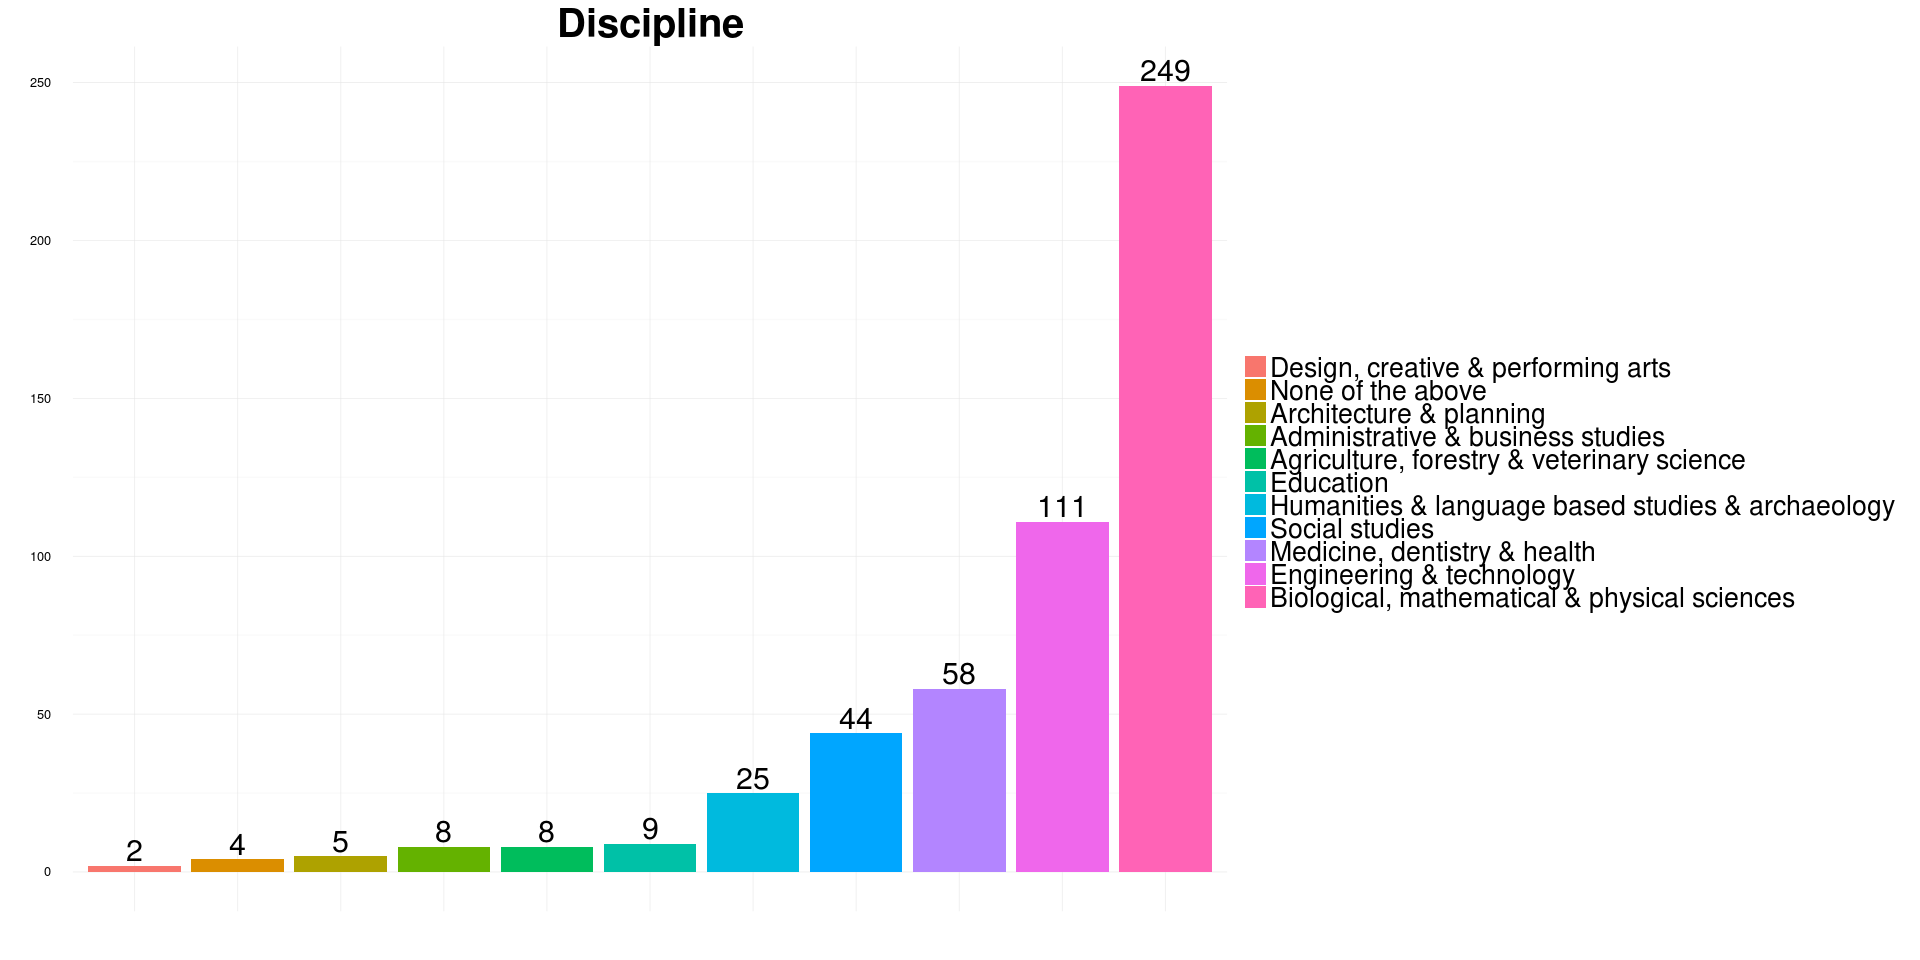 Discipline
250
200
150
100
50
0
2
4
5
8
8
9
25
44
58
111
249
Design, creative & performing arts
None of the above
Architecture & planning
Administrative & business studies
Agriculture, forestry & veterinary science
Education
Humanities & language based studies & archaeology
Social studies
Medicine, dentistry & health
Engineering & technology
Biological, mathematical & physical sciences